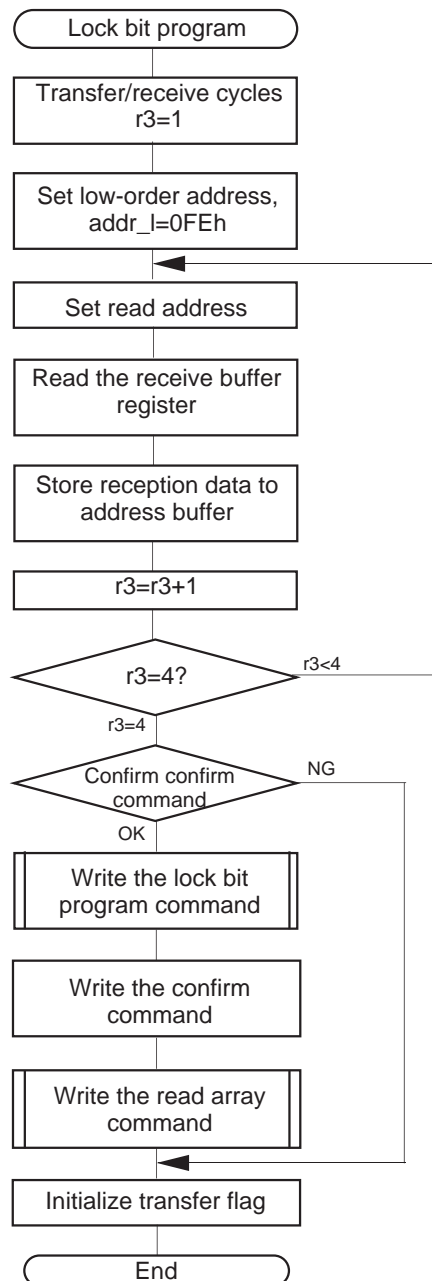 Lock bit program
Transfer/receive cycles
r3=1
Set low-order address,
addr_l=0FEh
Set read address
Read the receive buffer
register
Store reception data to
address buffer
r3=r3+1
r3=4?
r3<4
r3=4
Confirm confirm
command
NG
OK
Write the lock bit
program command
Write the confirm
command
Write the read array
command
Initialize transfer flag
End